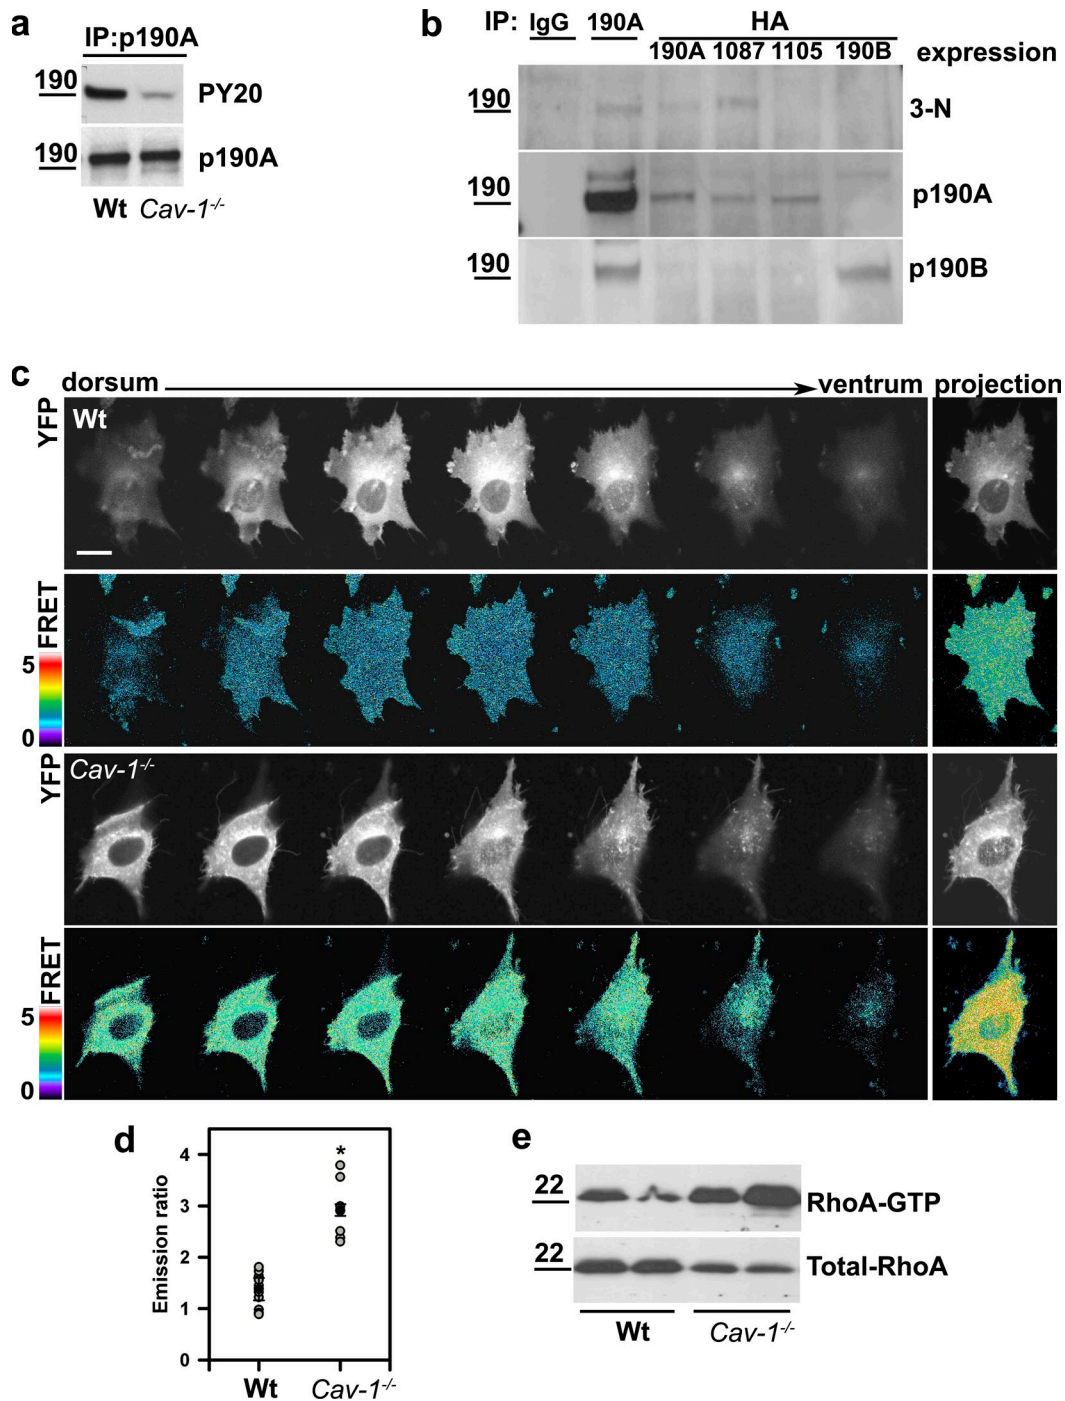 a
IP:p190A
190
PY20
190
p190A
Wt Cav-1-/-
b
IP: IgG 190A HA
190A 1087 1105 190B expression
190
3-N
190
p190A
190
p190B
c
dorsum ventrum projection
YFP
Wt
FRET
5
0
YFP
Cav-1-/-
FRET
5
0
d
Emission ratio
4
3
2
1
0
*
Wt Cav-1-/-
e
22
RhoA-GTP
22
Total-RhoA
Wt Cav-1-/-